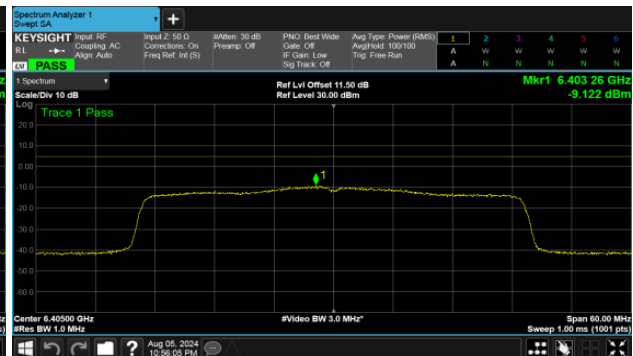 Spectrum Analyzer 1
Swept SA
+
KEYSIGHT
RL
LXI PASS
Input: RF
Coupling: AC
Align: Auto
Input Z: 50 Ω
Corrections: On
Freq Ref: Int (S)
#Atten: 30 dB
Preamp: Off
PNO: Best Wide
Gate: Off
IF Gain: Low
Sig Track: Off
Avg Type: Power (RMS)
Avg|Hold: 100/100
Trig: Free Run
1 2 3 4 5 6
A W W W W W
A N N N N N
1 Spectrum
Scale/Div 10 dB
Ref Lvl Offset 11.50 dB
Ref Level 30.00 dBm
Mkr1 6.403 26 GHz
-9.122 dBm
Log
Trace 1 Pass
20.0
10.0
0.00
-10.0
-20.0
-30.0
-40.0
-50.0
-60.0
1
Center 6.40500 GHz
#Res BW 1.0 MHz
#Video BW 3.0 MHz*
Span 60.00 MHz
Sweep 1.00 ms (1001 pts)
?
Aug 05, 2024
10:56:05 PM